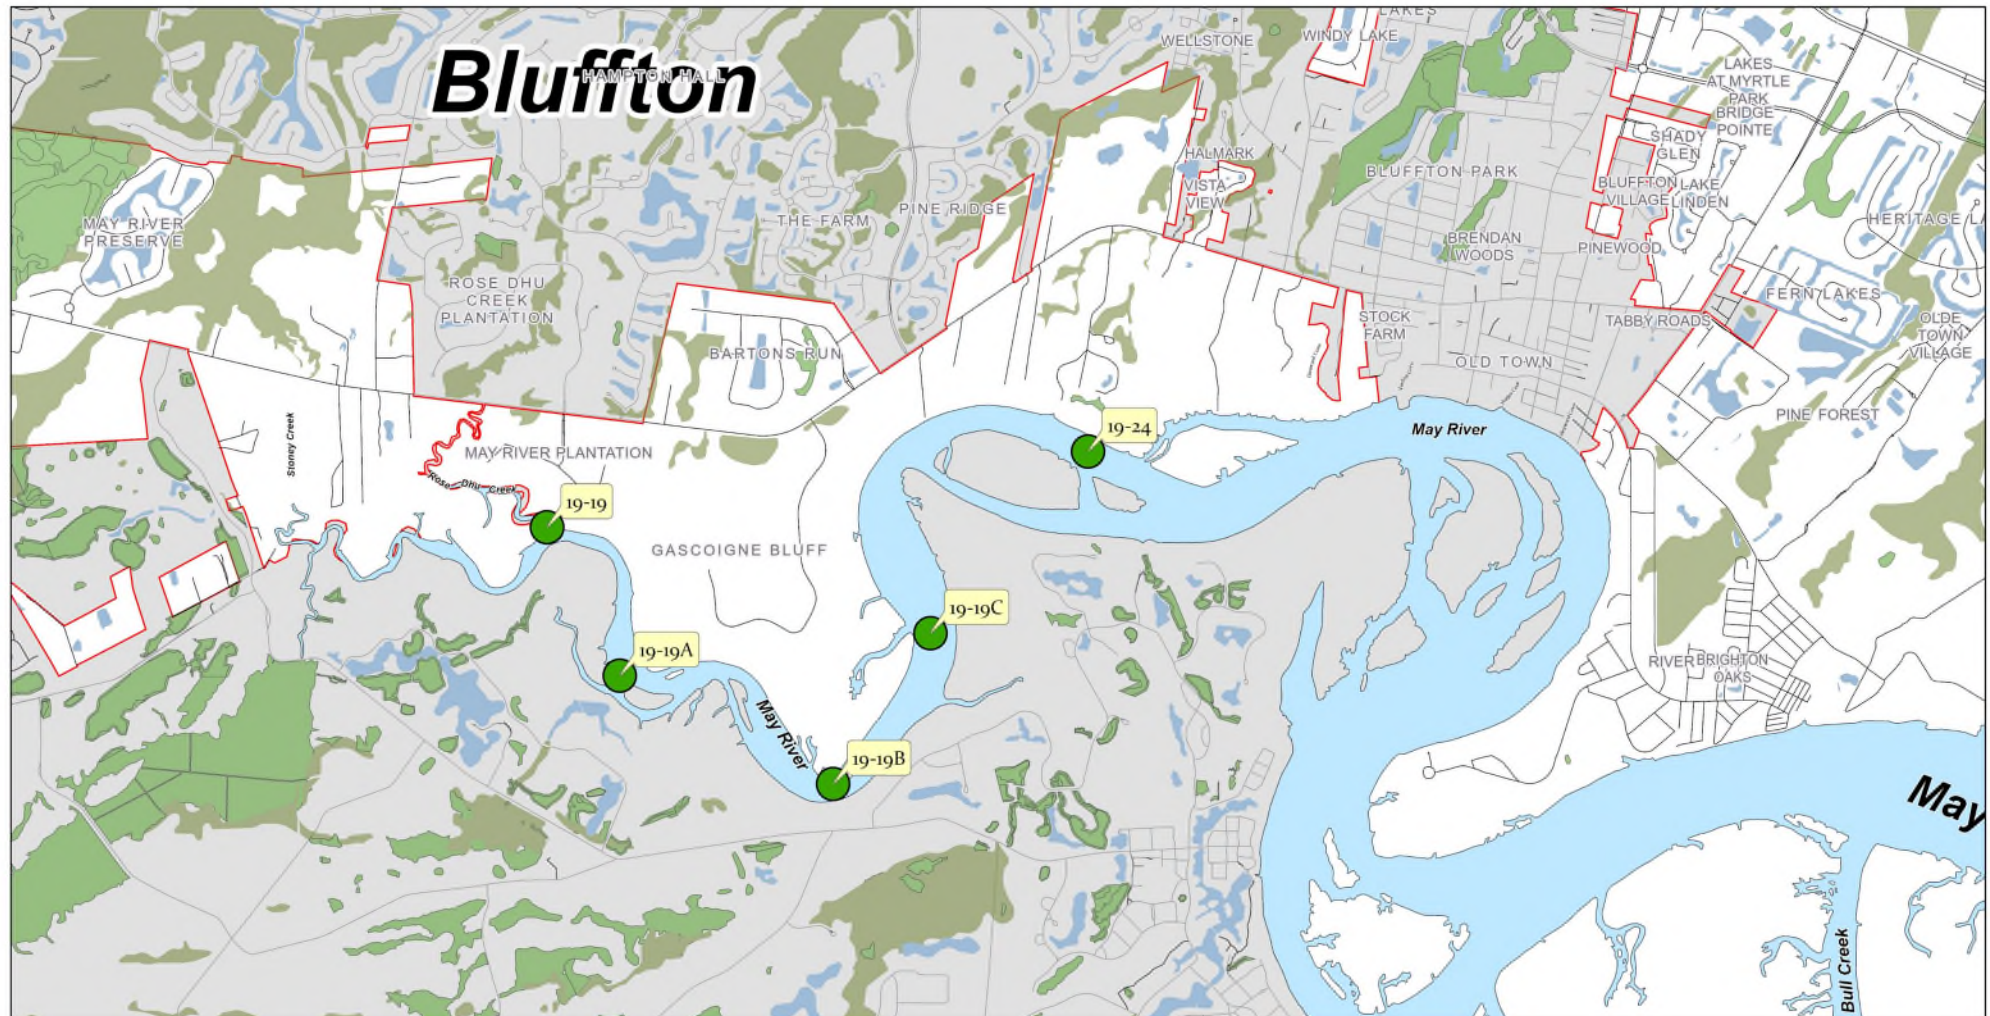 LAKES
WELLSTONE
WINDY LAKE
Bluffton
HAMPTON HALL
LAKES
AT MYRTLE
PARK
BRIDGE
POINTE
SHADY
GLEN
HALMARK
BLUFFTON PARK
VISTA
VIEW
BLUFFTON
VILLAGE
LAKE
LINDEN
MAY RIVER
PRESERVE
THE FARM
PINE RIDGE
HERITAGE LA
BRENDAN
WOODS
PINEWOOD
ROSE DHU
CREEK
PLANTATION
FERN LAKES
STOCK
FARM
TABBY ROADS
OLDE
TOWN
VILLAGE
BARTONS RUN
OLD TOWN
PINE FOREST
Stoney Creek
19-24
May River
MAY RIVER PLANTATION
Rose Dhu Creek
19-19
GASCOIGNE BLUFF
19-19C
19-19A
RIVER
BRIGHTON
OAKS
May River
19-19B
May
Bull Creek